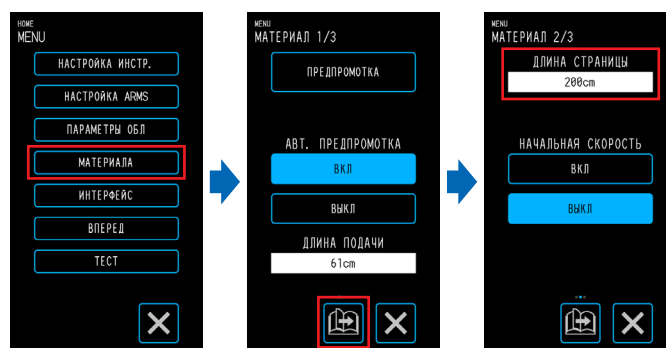 HOME
MENU
НАСТРОЙКА ИНСТР.
НАСТРОЙКА ARMS
ПАРАМЕТРЫ ОБЛ
МАТЕРИАЛА
ИНТЕРФЕЙС
ВПЕРЕД
ТЕСТ
MENU
МАТЕРИАЛ 1/3
ПРЕДПРОМОТКА
АВТ. ПРЕДПРОМОТКА
ВКЛ
ВЫКЛ
ДЛИНА ПОДАЧИ
61cm
MENU
МАТЕРИАЛ 2/3
ДЛИНА СТРАНИЦЫ
200cm
НАЧАЛЬНАЯ СКОРОСТЬ
ВКЛ
ВЫКЛ